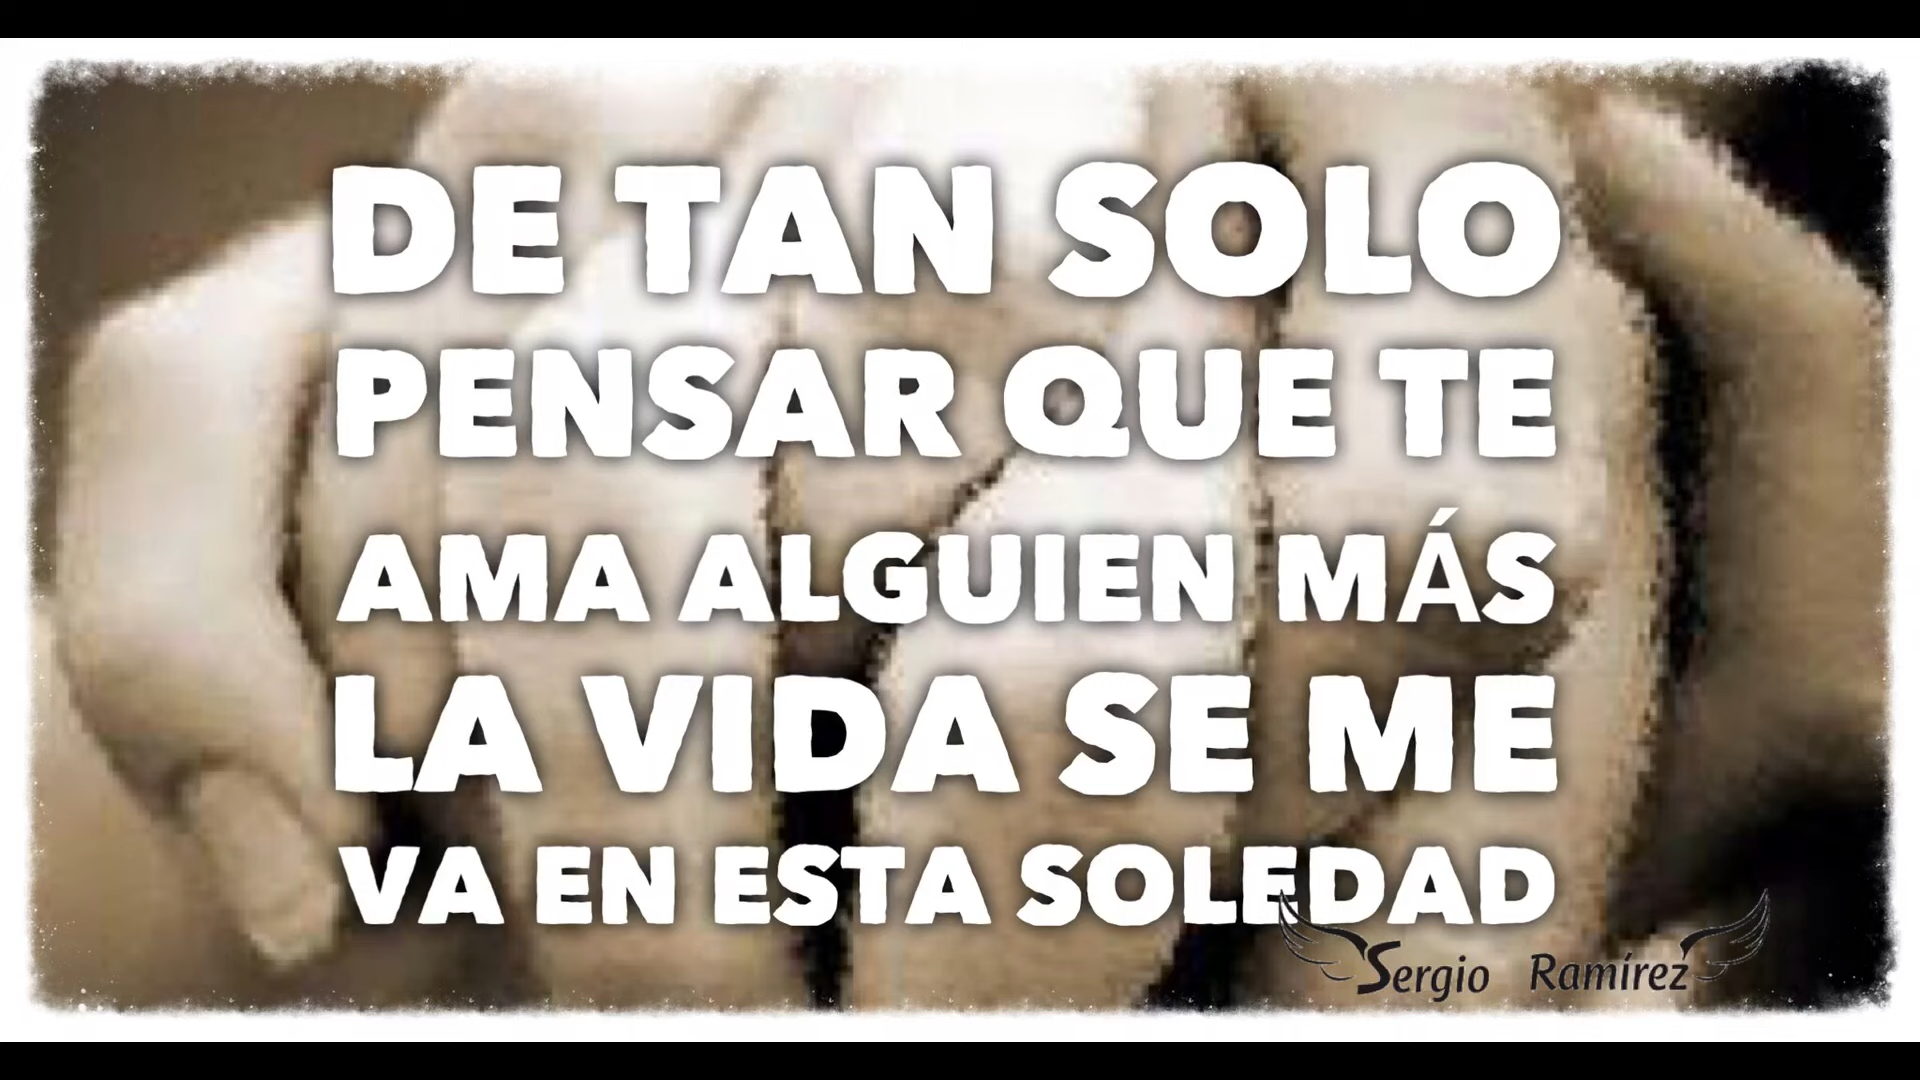 DE TAN SOLO
PENSAR QUE TE
AMA ALGUIEN MÁS
LA VIDA SE ME
VA EN ESTA SOLEDAD
Sergio Ramírez